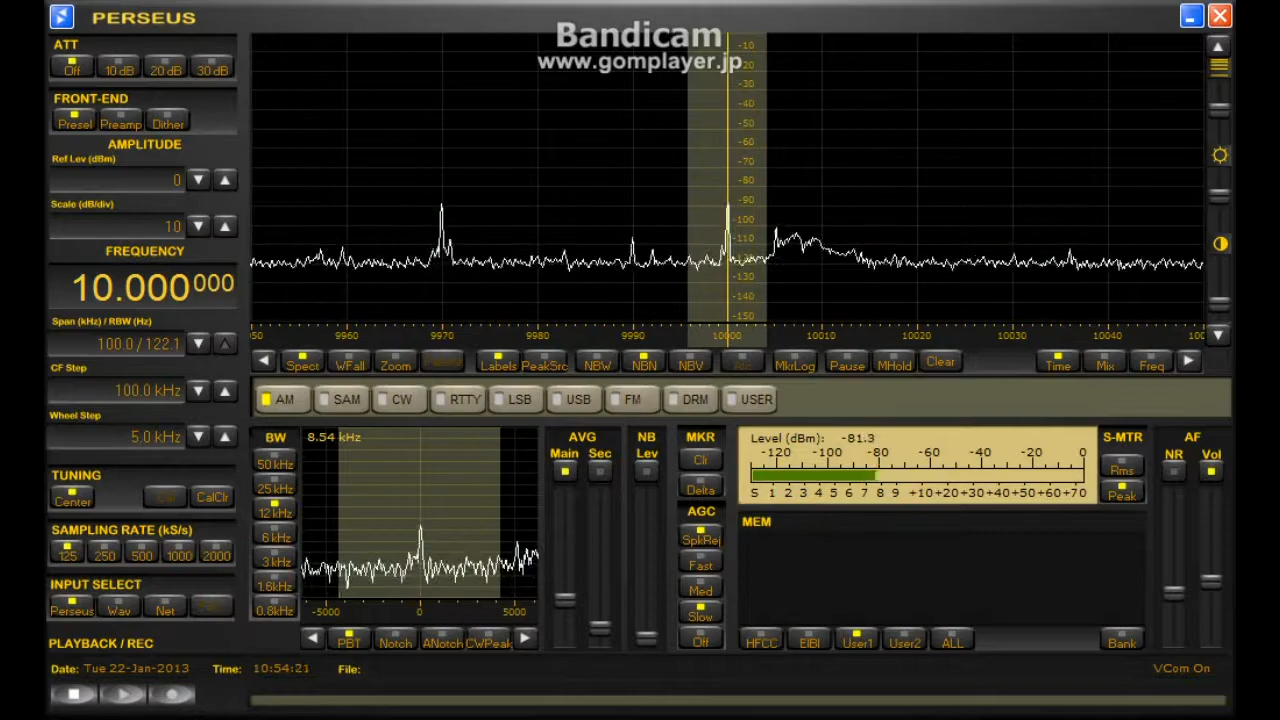 PERSEUS
Bandicam
www.gomplayer.jp
ATT
Off 10 dB 20 dB 30 dB
FRONT-END
Presel Preamp Dither
AMPLITUDE
Ref Lev (dBm)
0
Scale (dB/div)
10
FREQUENCY
10.000000
Span (kHz) / RBW (Hz)
100.0 / 122.1
CF Step
100.0 kHz
Wheel Step
5.0 kHz
TUNING
Center CalClr
SAMPLING RATE (kS/s)
125 250 500 1000 2000
INPUT SELECT
Perseus Wav Net
PLAYBACK / REC
-10
-20
-30
-40
-50
-60
-70
-80
-90
-100
-110
-120
-130
-140
-150
50 9960 9970 9980 9990 10000 10010 10020 10030 10040 100
Spect WFall Zoom Labels PeakSrc NBW NBN NBV MkrLog Pause MHold Clear Time Mix Freq
AM SAM CW RTTY LSB USB FM DRM USER
BW
50 kHz
25 kHz
12 kHz
6 kHz
3 kHz
1.6kHz
0.8kHz
8.54 kHz
-5000 0 5000
PBT Notch ANotch CWPeak
AVG
Main Sec
NB
Lev
MKR
Clr
Delta
AGC
SpkRej
Fast
Med
Slow
Off
Level (dBm): -81.3
-120 -100 -80 -60 -40 -20 0
S 1 2 3 4 5 6 7 8 9 +10+20+30+40+50+60+70
S-MTR
Rms
Peak
AF
NR Vol
MEM
HFCC EIBI User1 User2 ALL Bank
Date: Tue 22-Jan-2013 Time: 10:54:21 File: VCom On